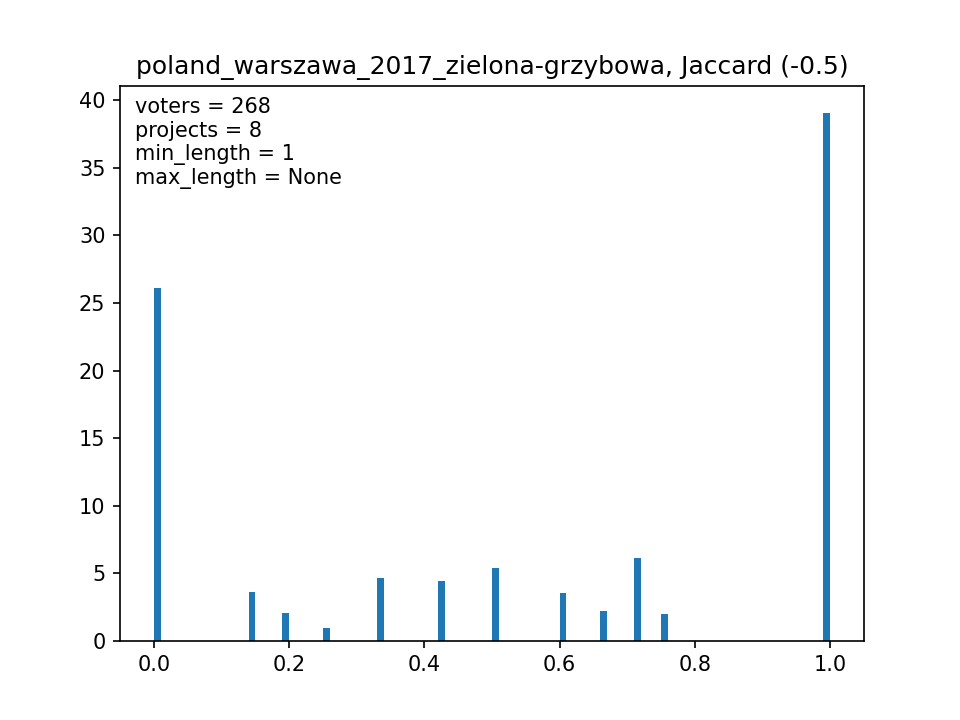 poland_warszawa_2017_zielona-grzybowa, Jaccard (-0.5)
voters = 268
projects = 8
min_length = 1
max_length = None
40
35
30
25
20
15
10
5
0
0.0 0.2 0.4 0.6 0.8 1.0